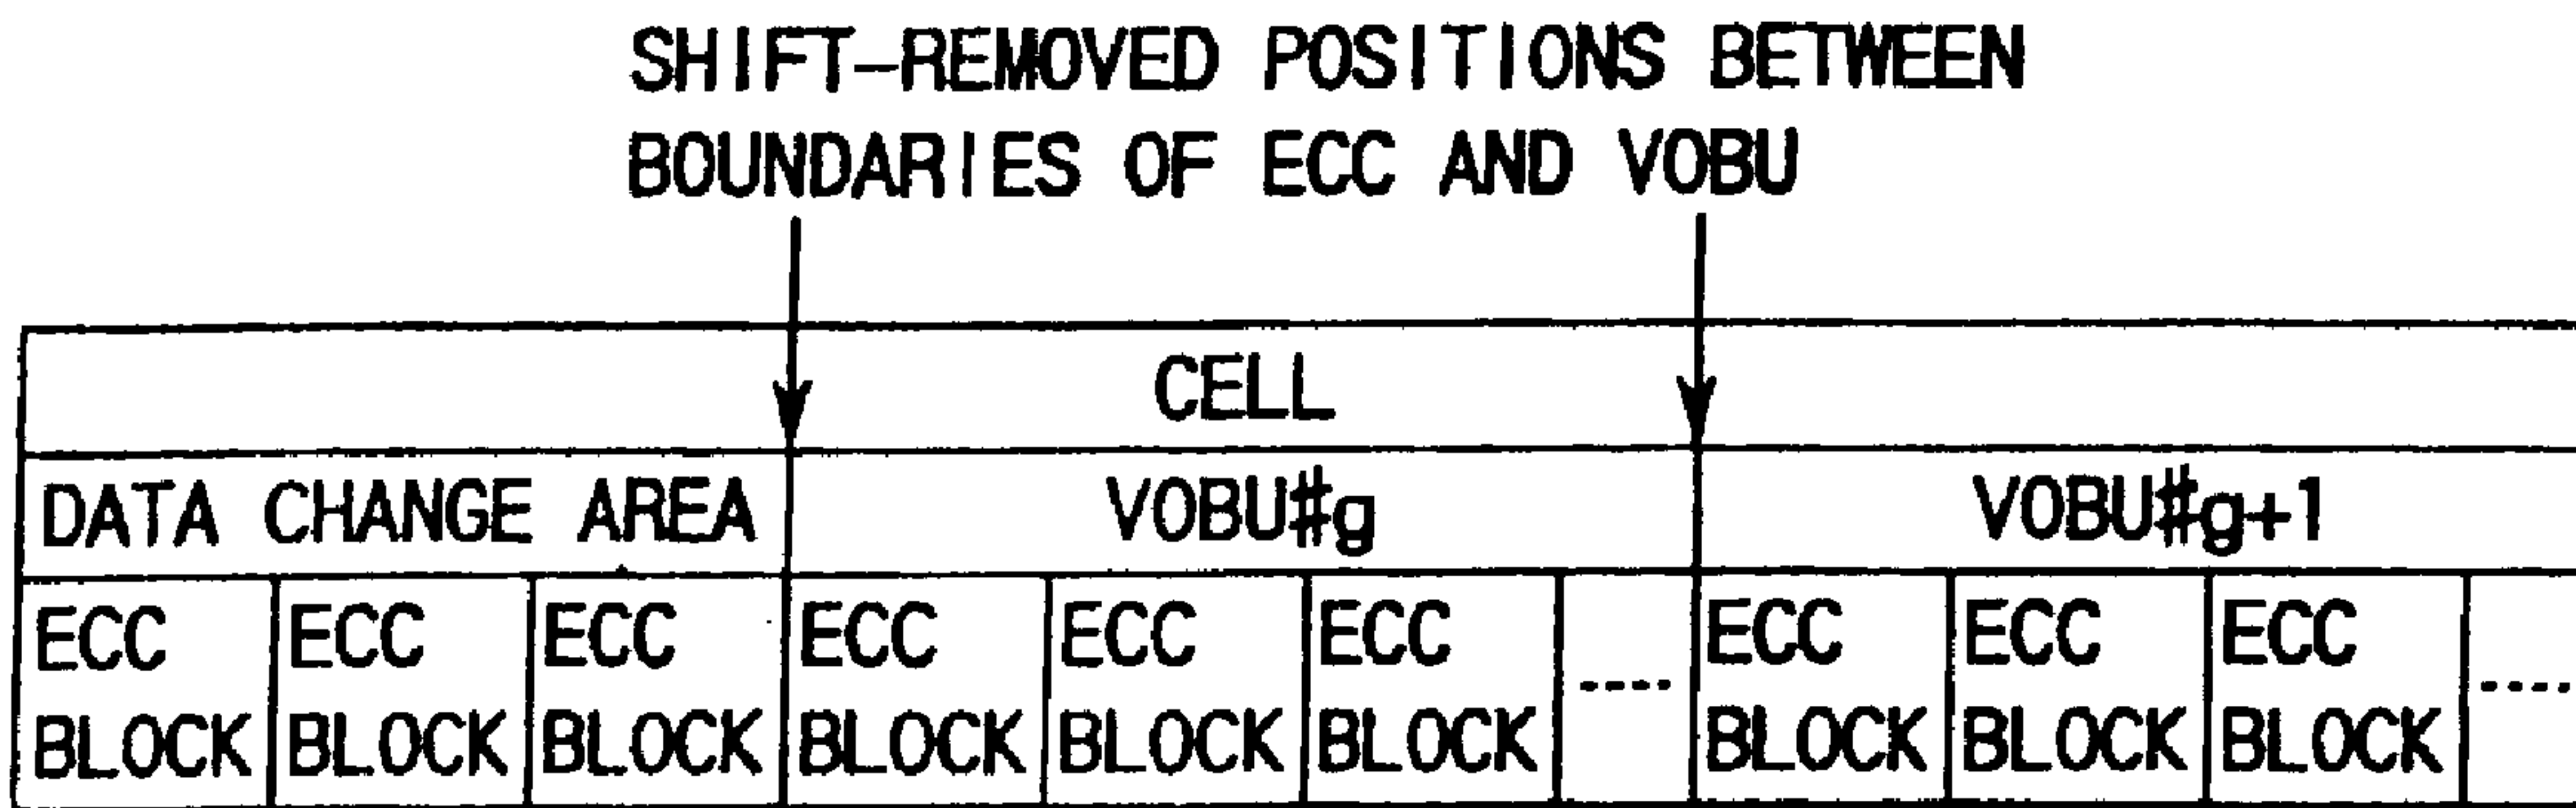 SHIFT-REMOVED POSITIONS BETWEEN
BOUNDARIES OF ECC AND VOBU
CELL
DATA CHANGE AREA VOBU#g VOBU#g+1
ECC ECC ECC ECC ECC ECC ---- ECC ECC ECC ----
BLOCK BLOCK BLOCK BLOCK BLOCK BLOCK BLOCK BLOCK BLOCK